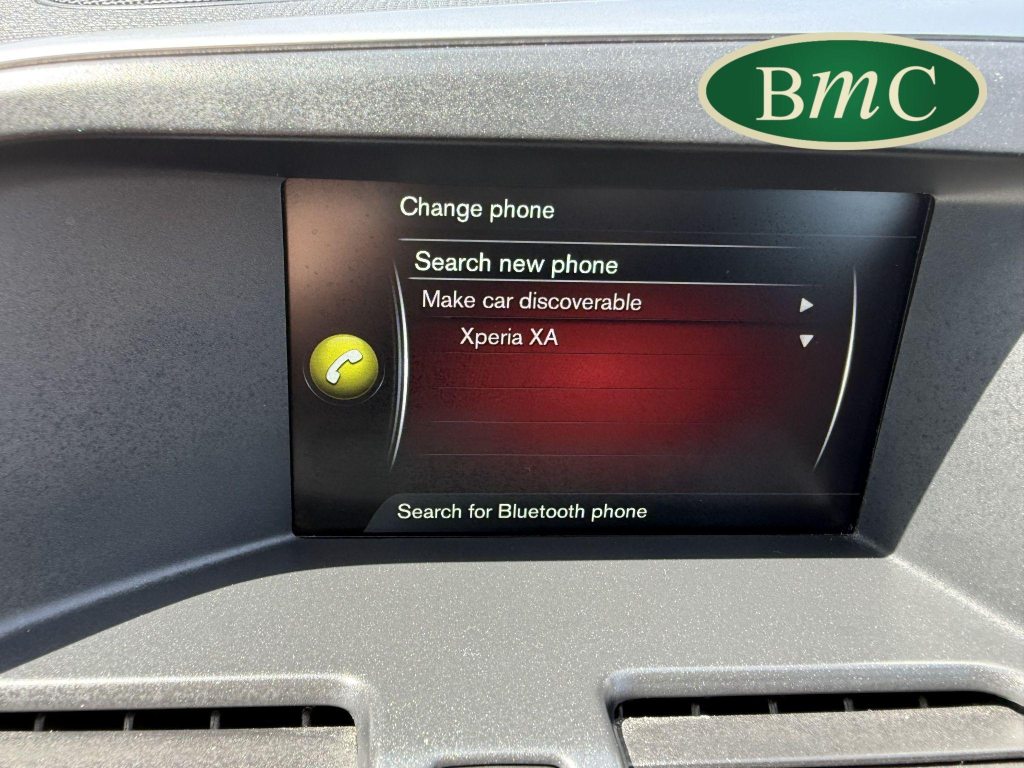 BmC
Change phone
Search new phone
Make car discoverable
Xperia XA
Search for Bluetooth phone